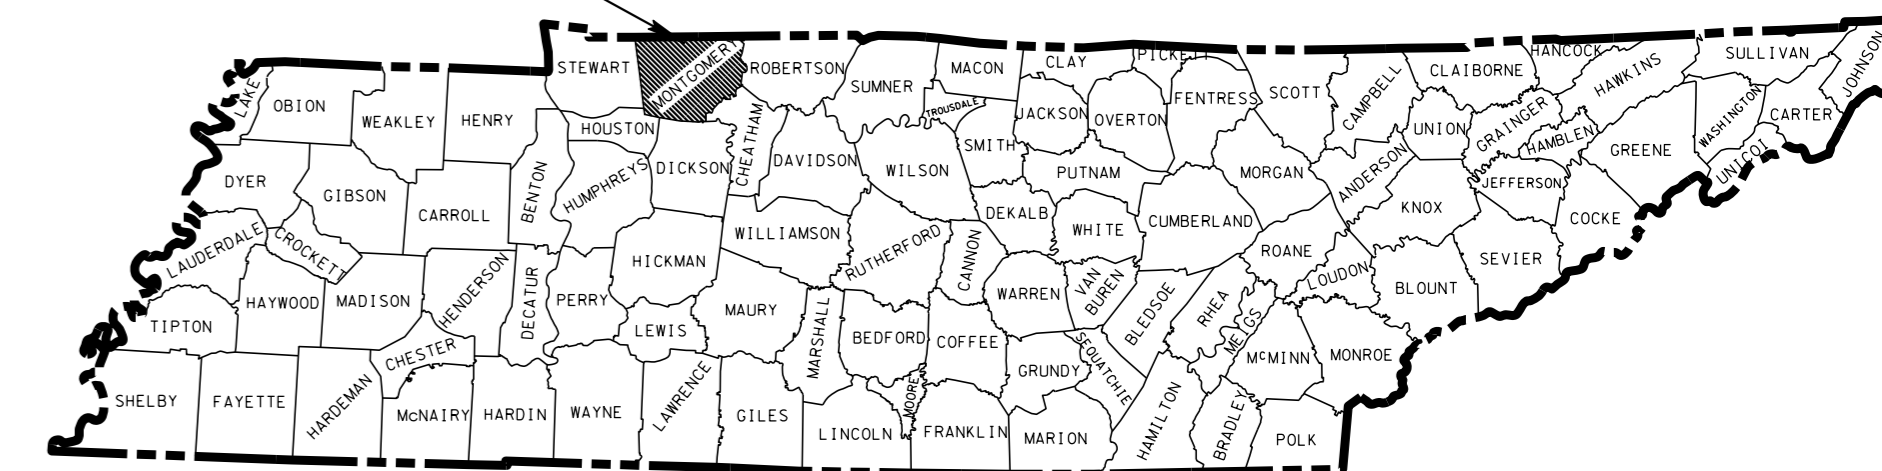 LAKE
OBION
WEAKLEY
HENRY
STEWART
MONTGOMERY
ROBERTSON
SUMNER
MACON
CLAY
PICKETT
FENTRESS
SCOTT
CAMPBELL
CLAIBORNE
HANCOCK
HAWKINS
SULLIVAN
JOHNSON
HOUSTON
CHEATHAM
TROUSDALE
JACKSON
OVERTON
UNION
GRAINGER
HAMBLEN
WASHINGTON
CARTER
DYER
GIBSON
CARROLL
BENTON
HUMPHREYS
DICKSON
DAVIDSON
WILSON
SMITH
PUTNAM
MORGAN
ANDERSON
JEFFERSON
GREENE
UNICOI
LAUDERDALE
CROCKETT
WILLIAMSON
DEKALB
WHITE
CUMBERLAND
KNOX
COCKE
HAYWOOD
MADISON
HENDERSON
DECATUR
PERRY
HICKMAN
RUTHERFORD
CANNON
WARREN
VAN
BUREN
ROANE
LOUDON
BLOUNT
SEVIER
TIPTON
CHESTER
LEWIS
MAURY
MARSHALL
BEDFORD
COFFEE
GRUNDY
SEQUATCHIE
BLEDSOE
RHEA
MEIGS
McMINN
MONROE
SHELBY
FAYETTE
HARDEMAN
McNAIRY
HARDIN
WAYNE
LAWRENCE
GILES
LINCOLN
MOORE
FRANKLIN
MARION
HAMILTON
BRADLEY
POLK